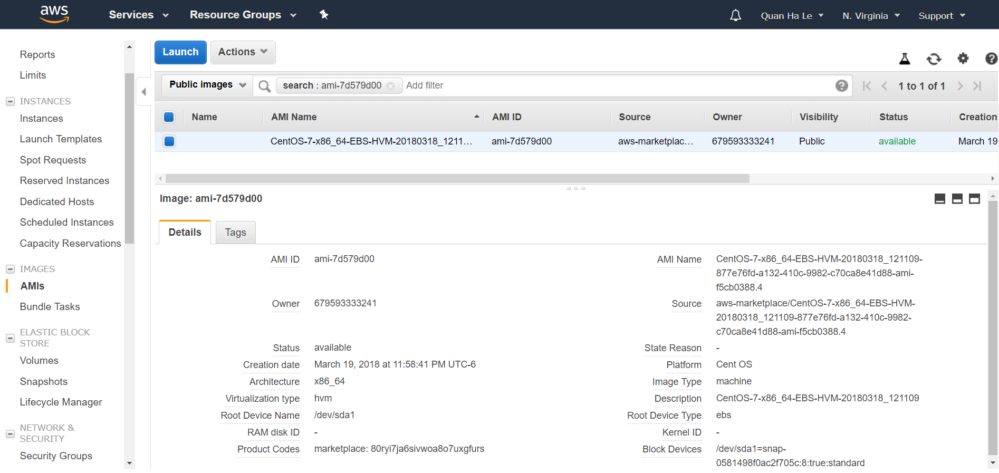 aws Services Resource Groups Quan Ha Le N. Virginia Support
Reports
Limits
INSTANCES
Instances
Launch Templates
Spot Requests
Reserved Instances
Dedicated Hosts
Scheduled Instances
Capacity Reservations
IMAGES
AMIs
Bundle Tasks
ELASTIC BLOCK
STORE
Volumes
Snapshots
Lifecycle Manager
NETWORK &
SECURITY
Security Groups
Launch Actions
Public images search : ami-7d579d00 Add filter 1 to 1 of 1
Name AMI Name AMI ID Source Owner Visibility Status Creation
CentOS-7-x86_64-EBS-HVM-20180318_1211... ami-7d579d00 aws-marketplac... 679593333241 Public available March 19
Image: ami-7d579d00
Details Tags
AMI ID ami-7d579d00 AMI Name CentOS-7-x86_64-EBS-HVM-20180318_121109-
877e76fd-a132-410c-9982-c70ca8e41d88-ami-
f5cb0388.4
Owner 679593333241 Source aws-marketplace/CentOS-7-x86_64-EBS-HVM-
20180318_121109-877e76fd-a132-410c-9982-
c70ca8e41d88-ami-f5cb0388.4
Status available State Reason -
Creation date March 19, 2018 at 11:58:41 PM UTC-6 Platform Cent OS
Architecture x86_64 Image Type machine
Virtualization type hvm Description CentOS-7-x86_64-EBS-HVM-20180318_121109
Root Device Name /dev/sda1 Root Device Type ebs
RAM disk ID - Kernel ID -
Product Codes marketplace: 80ryi7ja6sivwoa8o7uxgfurs Block Devices /dev/sda1=snap-
0581498f0ac2f705c:8:true:standard